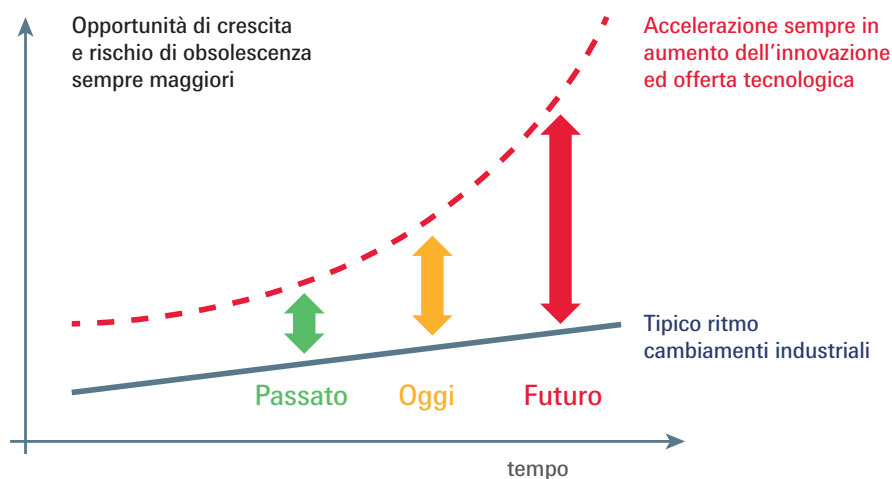 Opportunità di crescita
e rischio di obsolescenza
sempre maggiori
Accelerazione sempre in
aumento dell'innovazione
ed offerta tecnologica
Tipico ritmo
cambiamenti industriali
Passato
Oggi
Futuro
tempo